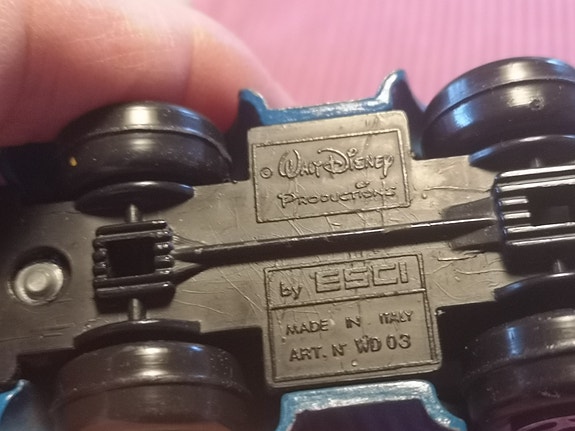 © WALT DISNEY
PRODUCTIONS
by ESCI
MADE IN ITALY
ART. N° WD 03